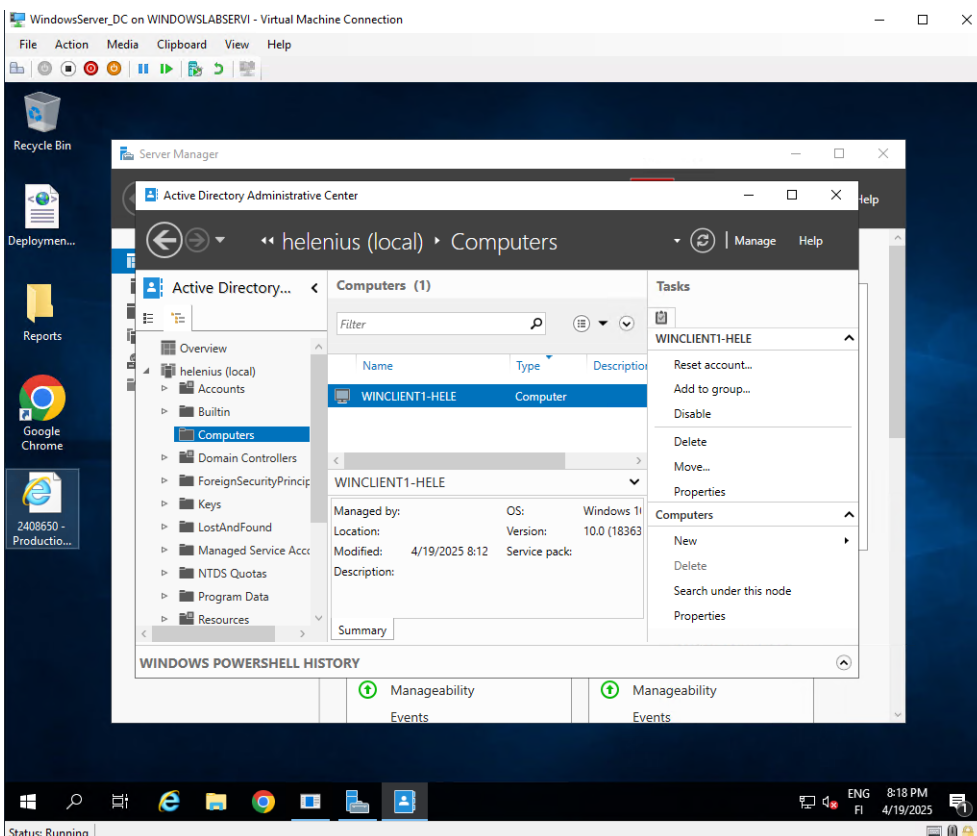 WindowsServer_DC on WINDOWSLABSERVI - Virtual Machine Connection
File Action Media Clipboard View Help
Recycle Bin
Deploymen...
Reports
Google
Chrome
2408650 -
Productio...
Server Manager
Help
Active Directory Administrative Center
helenius (local) Computers
Manage Help
Active Directory...
Overview
helenius (local)
Accounts
Builtin
Computers
Domain Controllers
ForeignSecurityPrincip
Keys
LostAndFound
Managed Service Acco
NTDS Quotas
Program Data
Resources
Computers (1)
Filter
Name Type Description
WINCLIENT1-HELE Computer
WINCLIENT1-HELE
Managed by: OS: Windows 1
Location: Version: 10.0 (18363
Modified: 4/19/2025 8:12 Service pack:
Description:
Summary
Tasks
WINCLIENT1-HELE
Reset account...
Add to group...
Disable
Delete
Move...
Properties
Computers
New
Delete
Search under this node
Properties
WINDOWS POWERSHELL HISTORY
Manageability
Events
Manageability
Events
ENG
FI
8:18 PM
4/19/2025
1
Status: Running